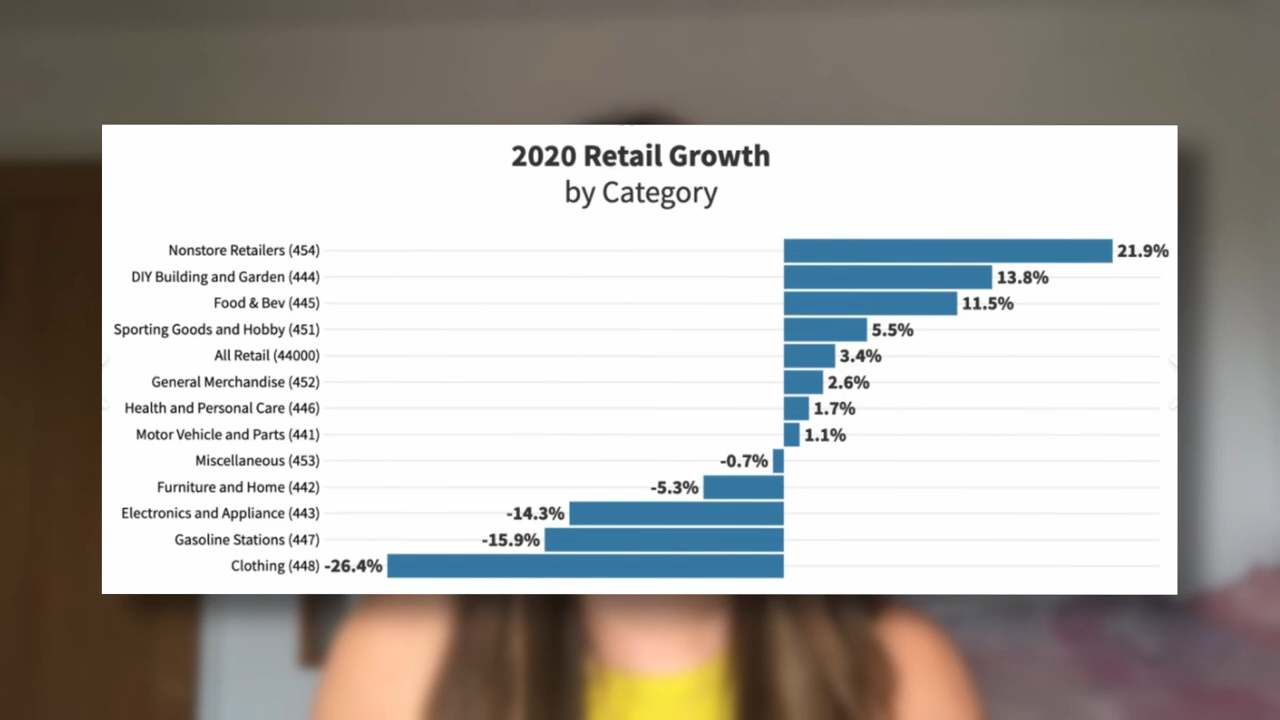 2020 Retail Growth
by Category
Nonstore Retailers (454) 21.9%
DIY Building and Garden (444) 13.8%
Food & Bev (445) 11.5%
Sporting Goods and Hobby (451) 5.5%
All Retail (44000) 3.4%
General Merchandise (452) 2.6%
Health and Personal Care (446) 1.7%
Motor Vehicle and Parts (441) 1.1%
Miscellaneous (453) -0.7%
Furniture and Home (442) -5.3%
Electronics and Appliance (443) -14.3%
Gasoline Stations (447) -15.9%
Clothing (448) -26.4%